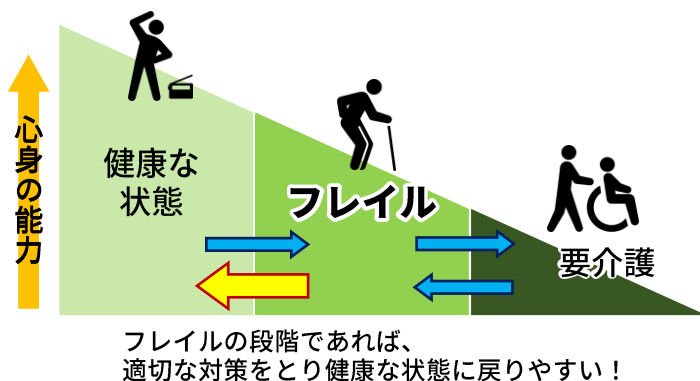 心身の能力
健康な
状態
フレイル
要介護
フレイルの段階であれば、
適切な対策をとり健康な状態に戻りやすい！